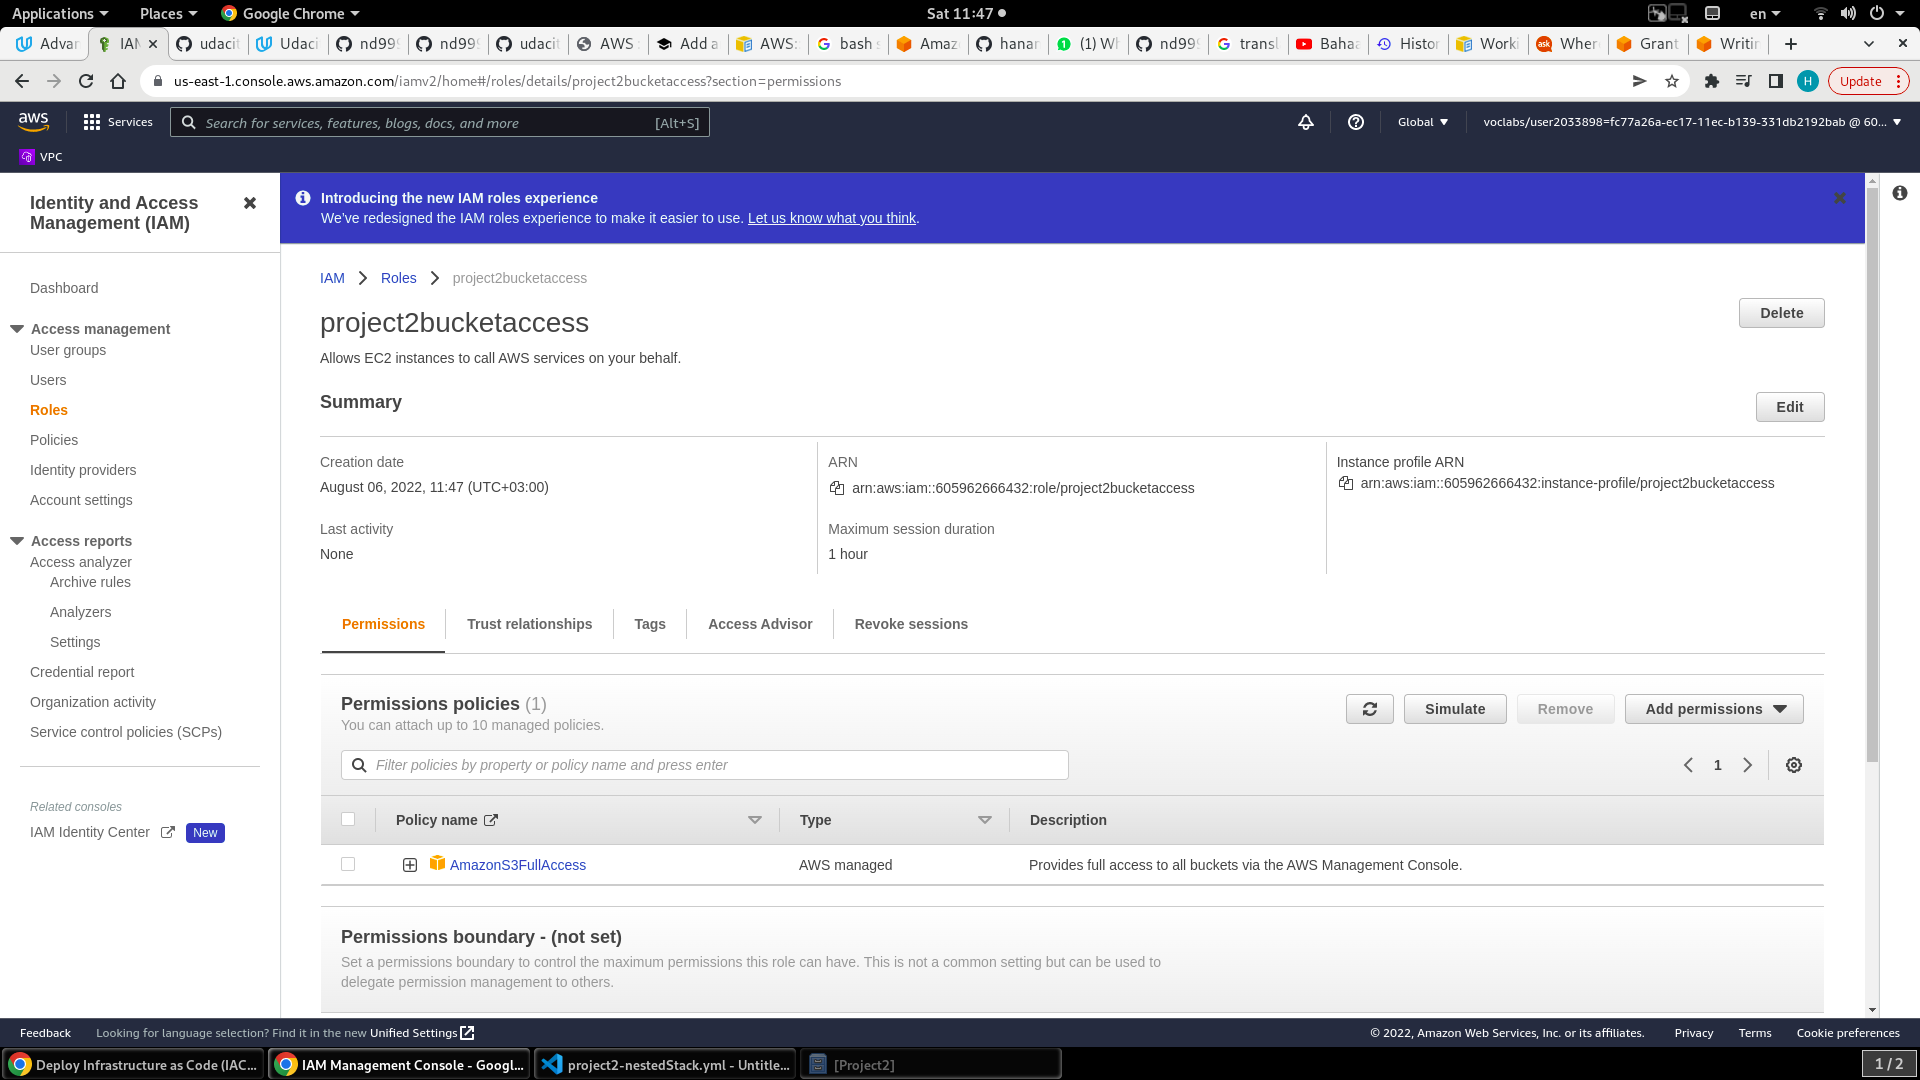 Applications
Places
Google Chrome
Sat 11:47
en
Advan
IAM
udacit
Udaci
nd999
nd999
udacit
AWS
Add a
AWS:
bash s
Amazo
hanan
(1) Wh
nd999
transl
Bahaa
Histor
Worki
Where
Grant
Writin
us-east-1.console.aws.amazon.com/iamv2/home#/roles/details/project2bucketaccess?section=permissions
H
Update
aws
Services
Search for services, features, blogs, docs, and more
[Alt+S]
Global
voclabs/user2033898=fc77a26a-ec17-11ec-b139-331db2192bab @ 60...
VPC
Identity and Access
Management (IAM)
Dashboard
Access management
User groups
Users
Roles
Policies
Identity providers
Account settings
Access reports
Access analyzer
Archive rules
Analyzers
Settings
Credential report
Organization activity
Service control policies (SCPs)
Related consoles
IAM Identity Center
New
Introducing the new IAM roles experience
We've redesigned the IAM roles experience to make it easier to use. Let us know what you think.
IAM
Roles
project2bucketaccess
project2bucketaccess
Delete
Allows EC2 instances to call AWS services on your behalf.
Summary
Edit
Creation date
August 06, 2022, 11:47 (UTC+03:00)
Last activity
None
ARN
arn:aws:iam::605962666432:role/project2bucketaccess
Maximum session duration
1 hour
Instance profile ARN
arn:aws:iam::605962666432:instance-profile/project2bucketaccess
Permissions
Trust relationships
Tags
Access Advisor
Revoke sessions
Permissions policies (1)
You can attach up to 10 managed policies.
Simulate
Remove
Add permissions
Filter policies by property or policy name and press enter
1
Policy name
Type
Description
AmazonS3FullAccess
AWS managed
Provides full access to all buckets via the AWS Management Console.
Permissions boundary - (not set)
Set a permissions boundary to control the maximum permissions this role can have. This is not a common setting but can be used to
delegate permission management to others.
Feedback
Looking for language selection? Find it in the new Unified Settings
© 2022, Amazon Web Services, Inc. or its affiliates.
Privacy
Terms
Cookie preferences
Deploy Infrastructure as Code (IAC...
IAM Management Console - Googl...
project2-nestedStack.yml - Untitle...
[Project2]
1 / 2